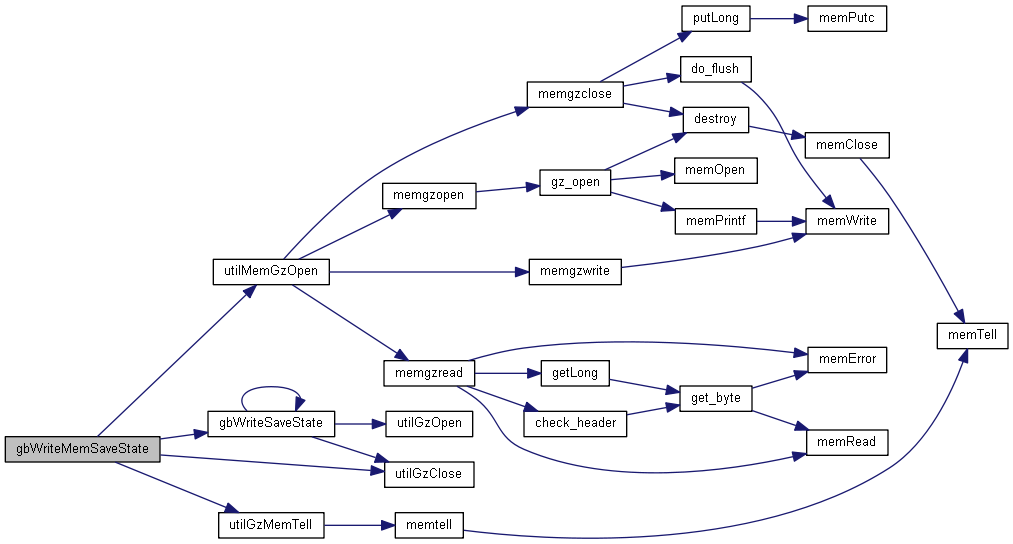 putLong
memPutc
do_flush
memgzclose
destroy
memClose
memOpen
gz_open
memgzopen
memPrintf
memWrite
utilMemGzOpen
memgzwrite
memTell
memError
memgzread
getLong
get_byte
gbWriteSaveState
utilGzOpen
check_header
memRead
gbWriteMemSaveState
utilGzClose
utilGzMemTell
memtell